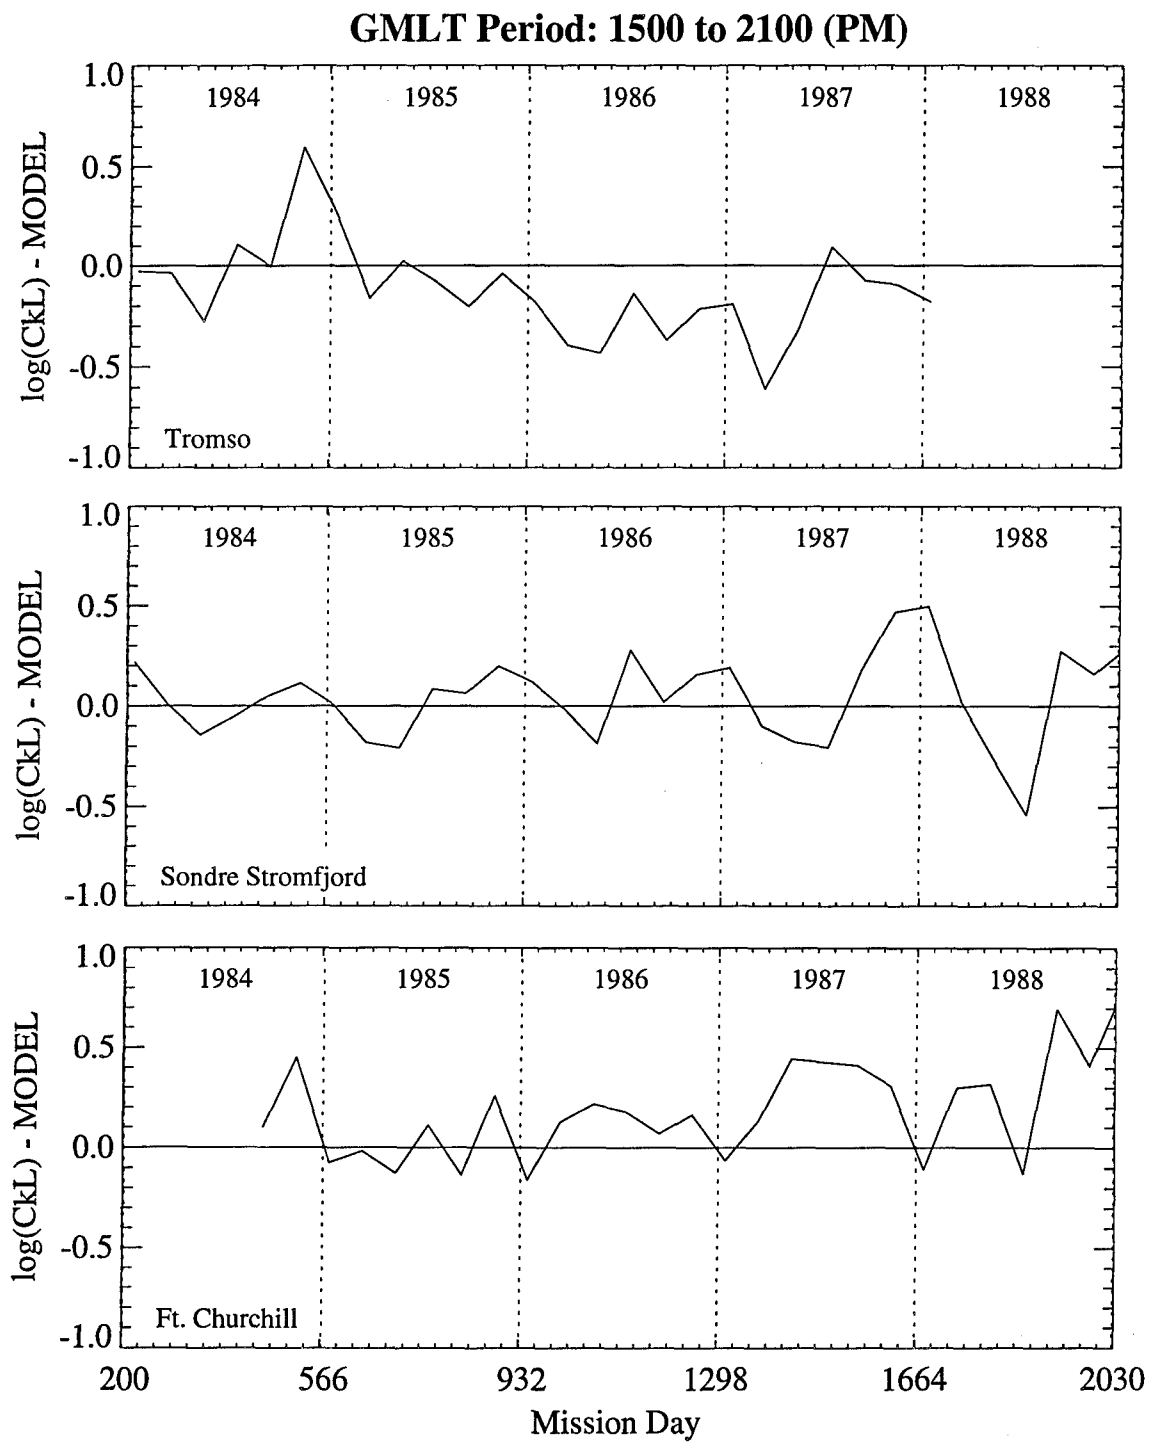 GMLT Period: 1500 to 2100 (PM)
1.0
1984 1985 1986 1987 1988
0.5
log(CkL) - MODEL
0.0
-0.5
Tromso
-1.0
1.0
1984 1985 1986 1987 1988
0.5
log(CkL) - MODEL
0.0
-0.5
Sondre Stromfjord
-1.0
1.0
1984 1985 1986 1987 1988
0.5
log(CkL) - MODEL
0.0
-0.5
Ft. Churchill
-1.0
200 566 932 1298 1664 2030
Mission Day